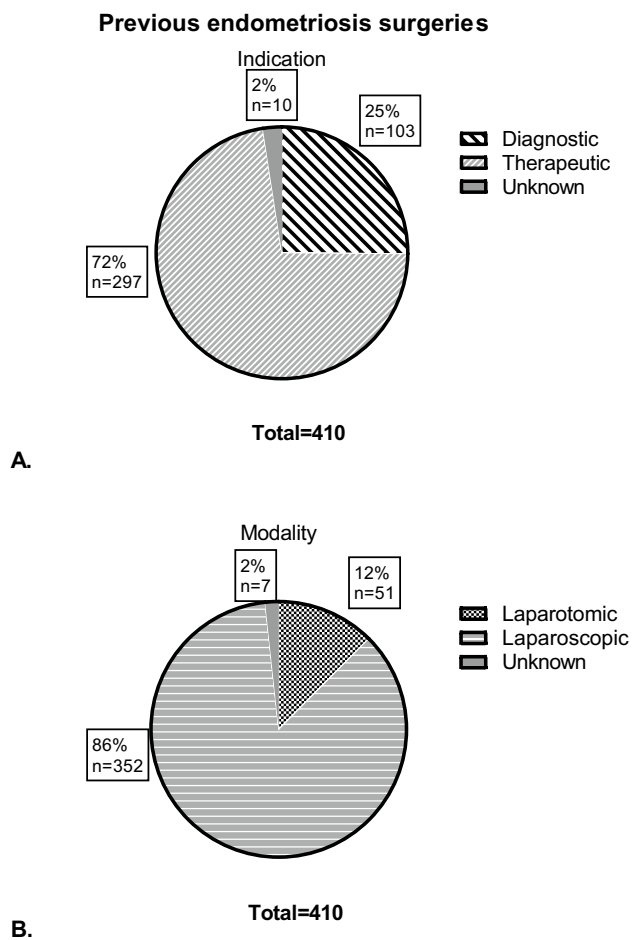 Previous endometriosis surgeries
Indication
2%
n=10
25%
n=103
Diagnostic
Therapeutic
Unknown
72%
n=297
Total=410
A.
Modality
2%
n=7
12%
n=51
Laparotomic
Laparoscopic
Unknown
86%
n=352
Total=410
B.